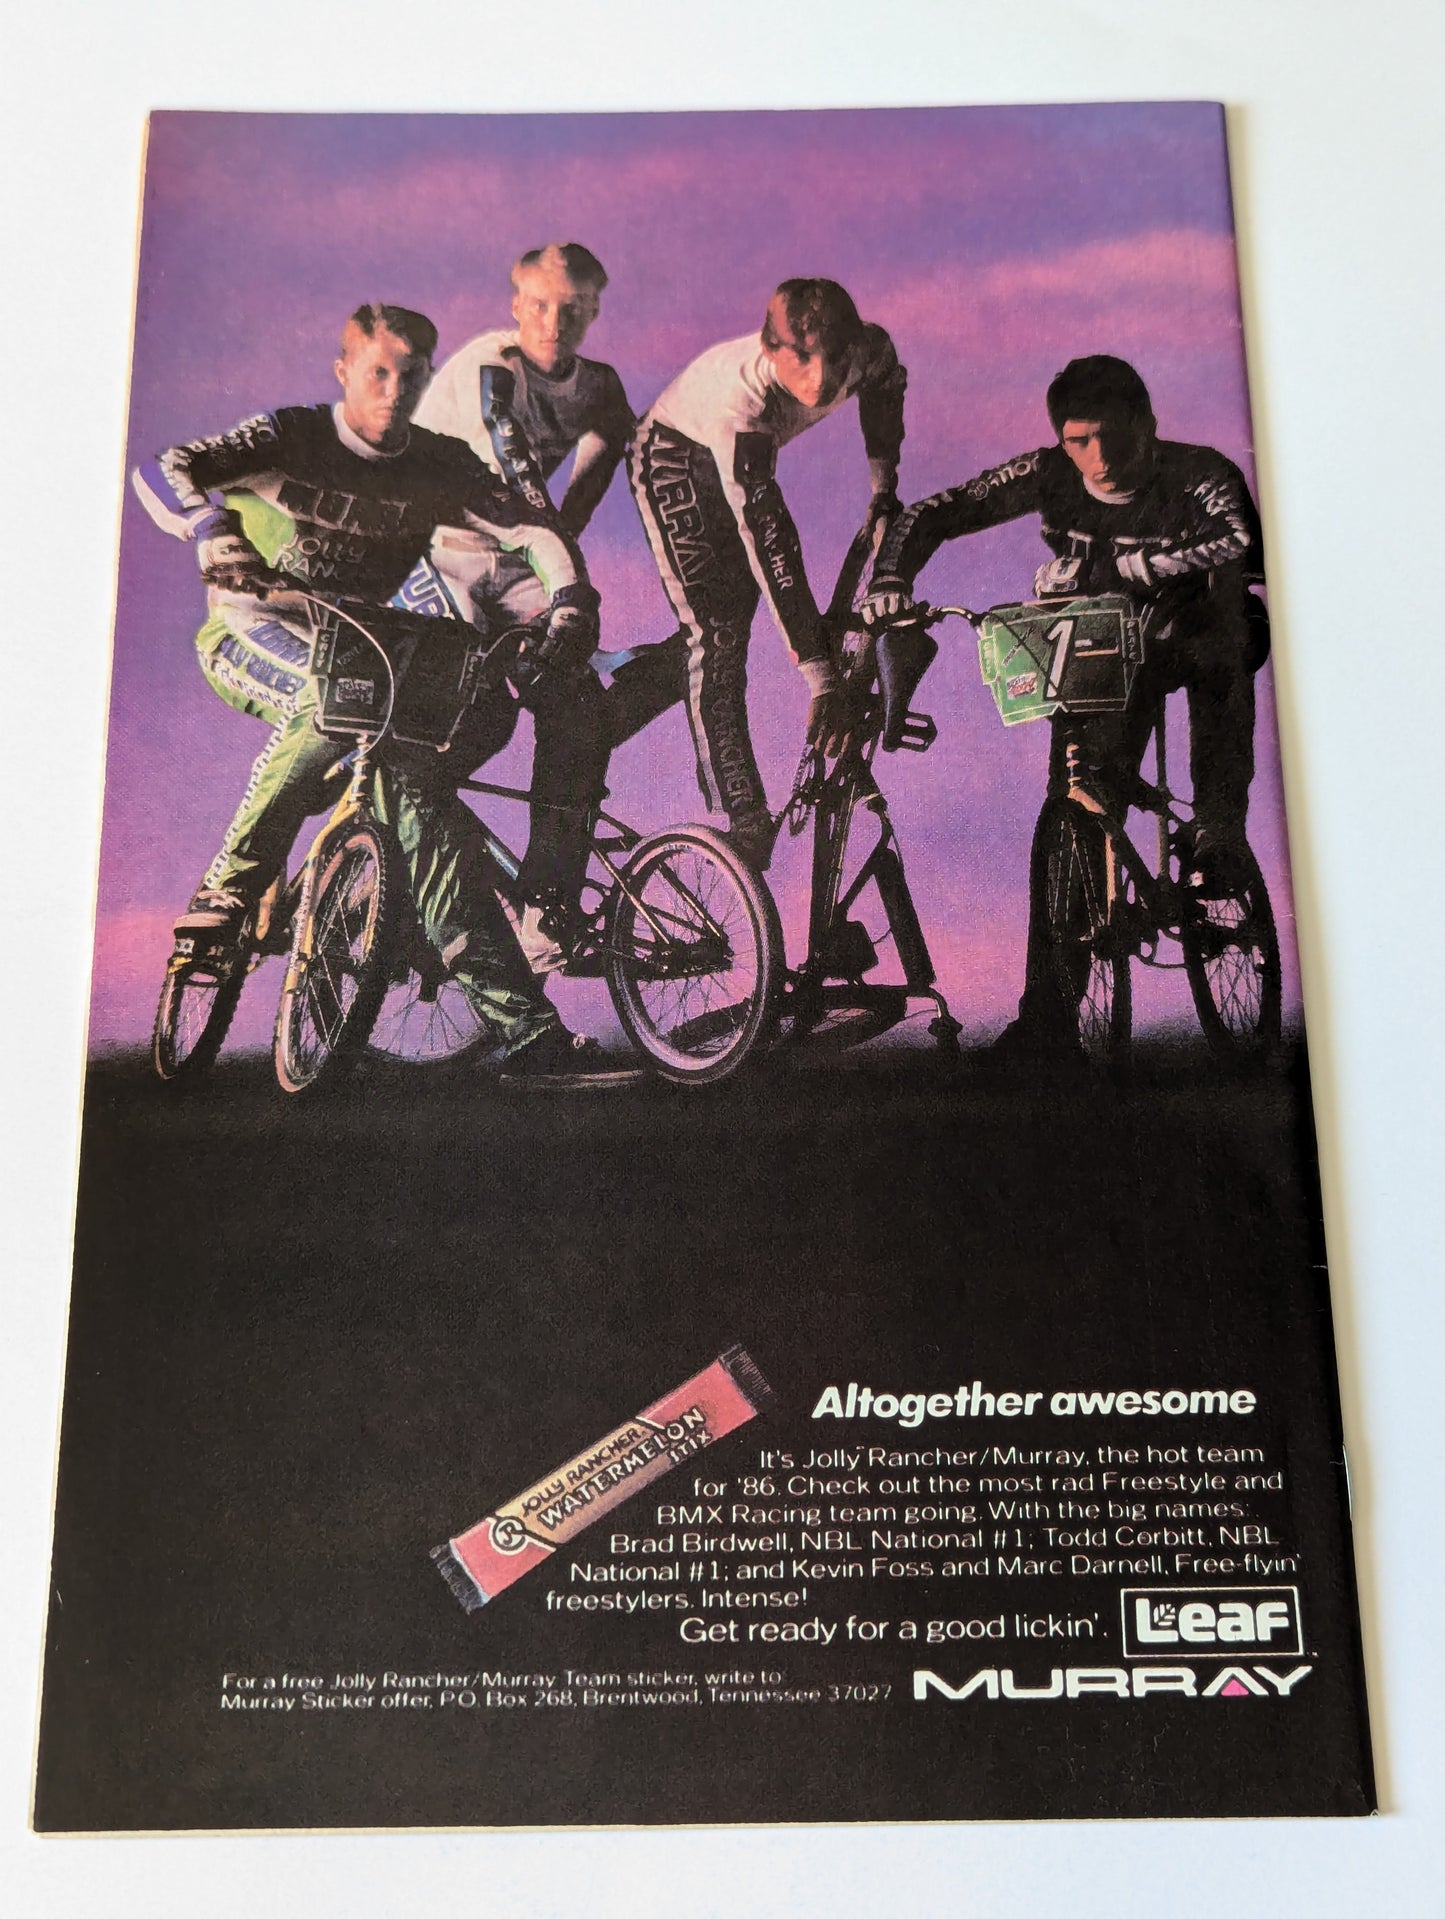 MURRAY
JOLLY
RANCHER
JOLLY RANCHER
1
JOLLY RANCHER
WATERMELON
STIX
Altogether awesome
It's Jolly Rancher/Murray, the hot team
for '86. Check out the most rad Freestyle and
BMX Racing team going. With the big names:
Brad Birdwell, NBL National #1; Todd Corbitt, NBL
National #1; and Kevin Foss and Marc Darnell, Free-flyin'
freestylers. Intense!
Get ready for a good lickin'.
Leaf
For a free Jolly Rancher/Murray Team sticker, write to:
Murray Sticker offer, P.O. Box 268, Brentwood, Tennessee 37027
MURRAY